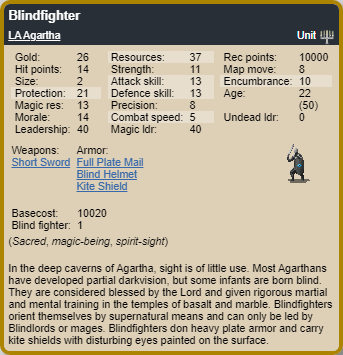 Blindfighter
LA Agartha Unit
Gold: 26 Resources: 37 Rec points: 10000
Hit points: 14 Strength: 11 Map move: 8
Size: 2 Attack skill: 13 Encumbrance: 10
Protection: 21 Defence skill: 13 Age: 22
Magic res: 13 Precision: 8 (50)
Morale: 14 Combat speed: 5 Undead ldr: 0
Leadership: 40 Magic ldr: 40
Weapons: Armor:
Short Sword Full Plate Mail
Blind Helmet
Kite Shield
Basecost: 10020
Blind fighter: 1
(Sacred, magic-being, spirit-sight)
In the deep caverns of Agartha, sight is of little use. Most Agarthans
have developed partial darkvision, but some infants are born blind.
They are considered blessed by the Lord and given rigorous martial
and mental training in the temples of basalt and marble. Blindfighters
orient themselves by supernatural means and can only be led by
Blindlords or mages. Blindfighters don heavy plate armor and carry
kite shields with disturbing eyes painted on the surface.